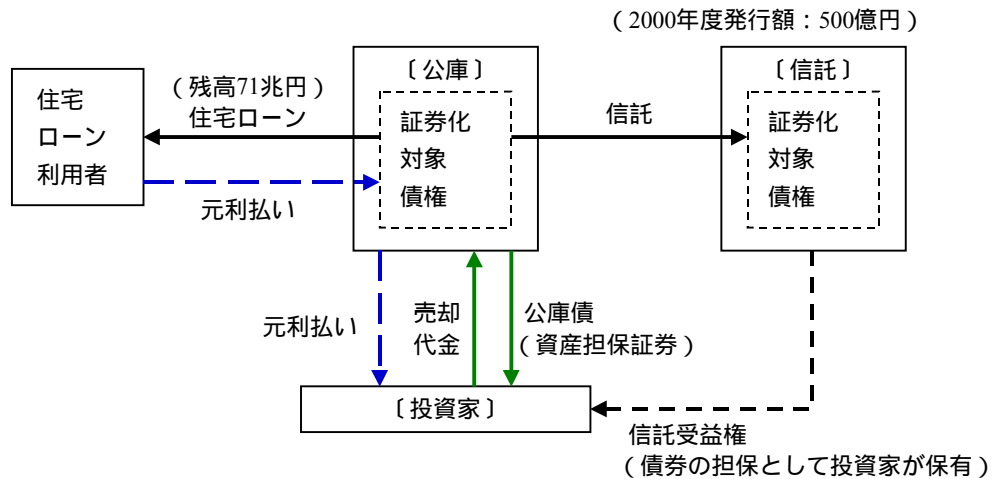 （2000年度発行額：500億円）
〔公庫〕
〔信託〕
住宅
ローン
利用者
（残高71兆円）
住宅ローン
証券化
対象
債権
信託
証券化
対象
債権
元利払い
元利払い
売却
代金
公庫債
（資産担保証券）
〔投資家〕
信託受益権
（債券の担保として投資家が保有）